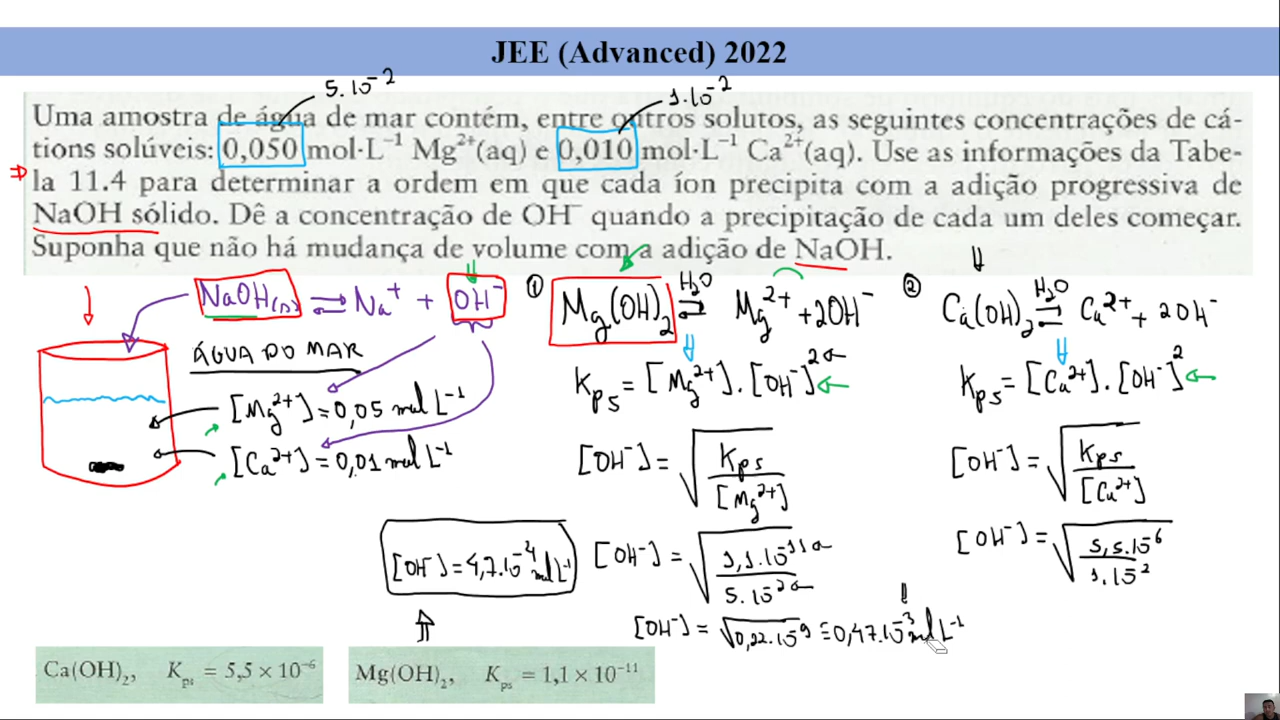 JEE (Advanced) 2022
5.10⁻²
1.10⁻²
Uma amostra de água de mar contém, entre outros solutos, as seguintes concentrações de cá-
tions solúveis: 0,050 mol·L⁻¹ Mg²⁺(aq) e 0,010 mol·L⁻¹ Ca²⁺(aq). Use as informações da Tabe-
la 11.4 para determinar a ordem em que cada íon precipita com a adição progressiva de
NaOH sólido. Dê a concentração de OH⁻ quando a precipitação de cada um deles começar.
Suponha que não há mudança de volume com a adição de NaOH.
NaOH(s) ⇌ Na⁺ + OH⁻
ÁGUA DO MAR
[Mg²⁺] = 0,05 mol L⁻¹
[Ca²⁺] = 0,01 mol L⁻¹
① Mg(OH)₂ ⇌ Mg²⁺ + 2OH⁻
H₂O
Kps = [Mg²⁺] . [OH⁻]²
[OH⁻] = √(Kps / [Mg²⁺])
[OH⁻] = √(1,1.10⁻¹¹ / 5.10⁻²)
[OH⁻] = √0,22.10⁻⁹ = 0,47.10⁻³ mol L⁻¹
[OH⁻] = 4,7.10⁻⁴ mol L⁻¹
② Ca(OH)₂ ⇌ Ca²⁺ + 2OH⁻
H₂O
Kps = [Ca²⁺] . [OH⁻]²
[OH⁻] = √(Kps / [Ca²⁺])
[OH⁻] = √(5,5.10⁻⁶ / 1.10⁻²)
Ca(OH)₂, Kps = 5,5 × 10⁻⁶
Mg(OH)₂, Kps = 1,1 × 10⁻¹¹